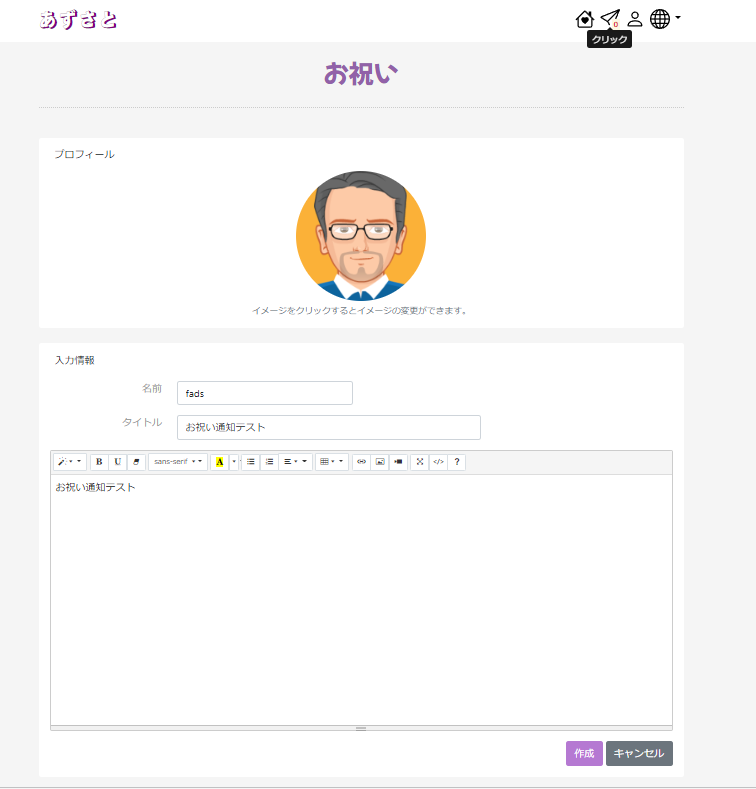 あずさと
0
クリック
お祝い
プロフィール
イメージをクリックするとイメージの変更ができます。
入力情報
名前 fads
タイトル お祝い通知テスト
B U sans-serif A </> ?
お祝い通知テスト
作成 キャンセル